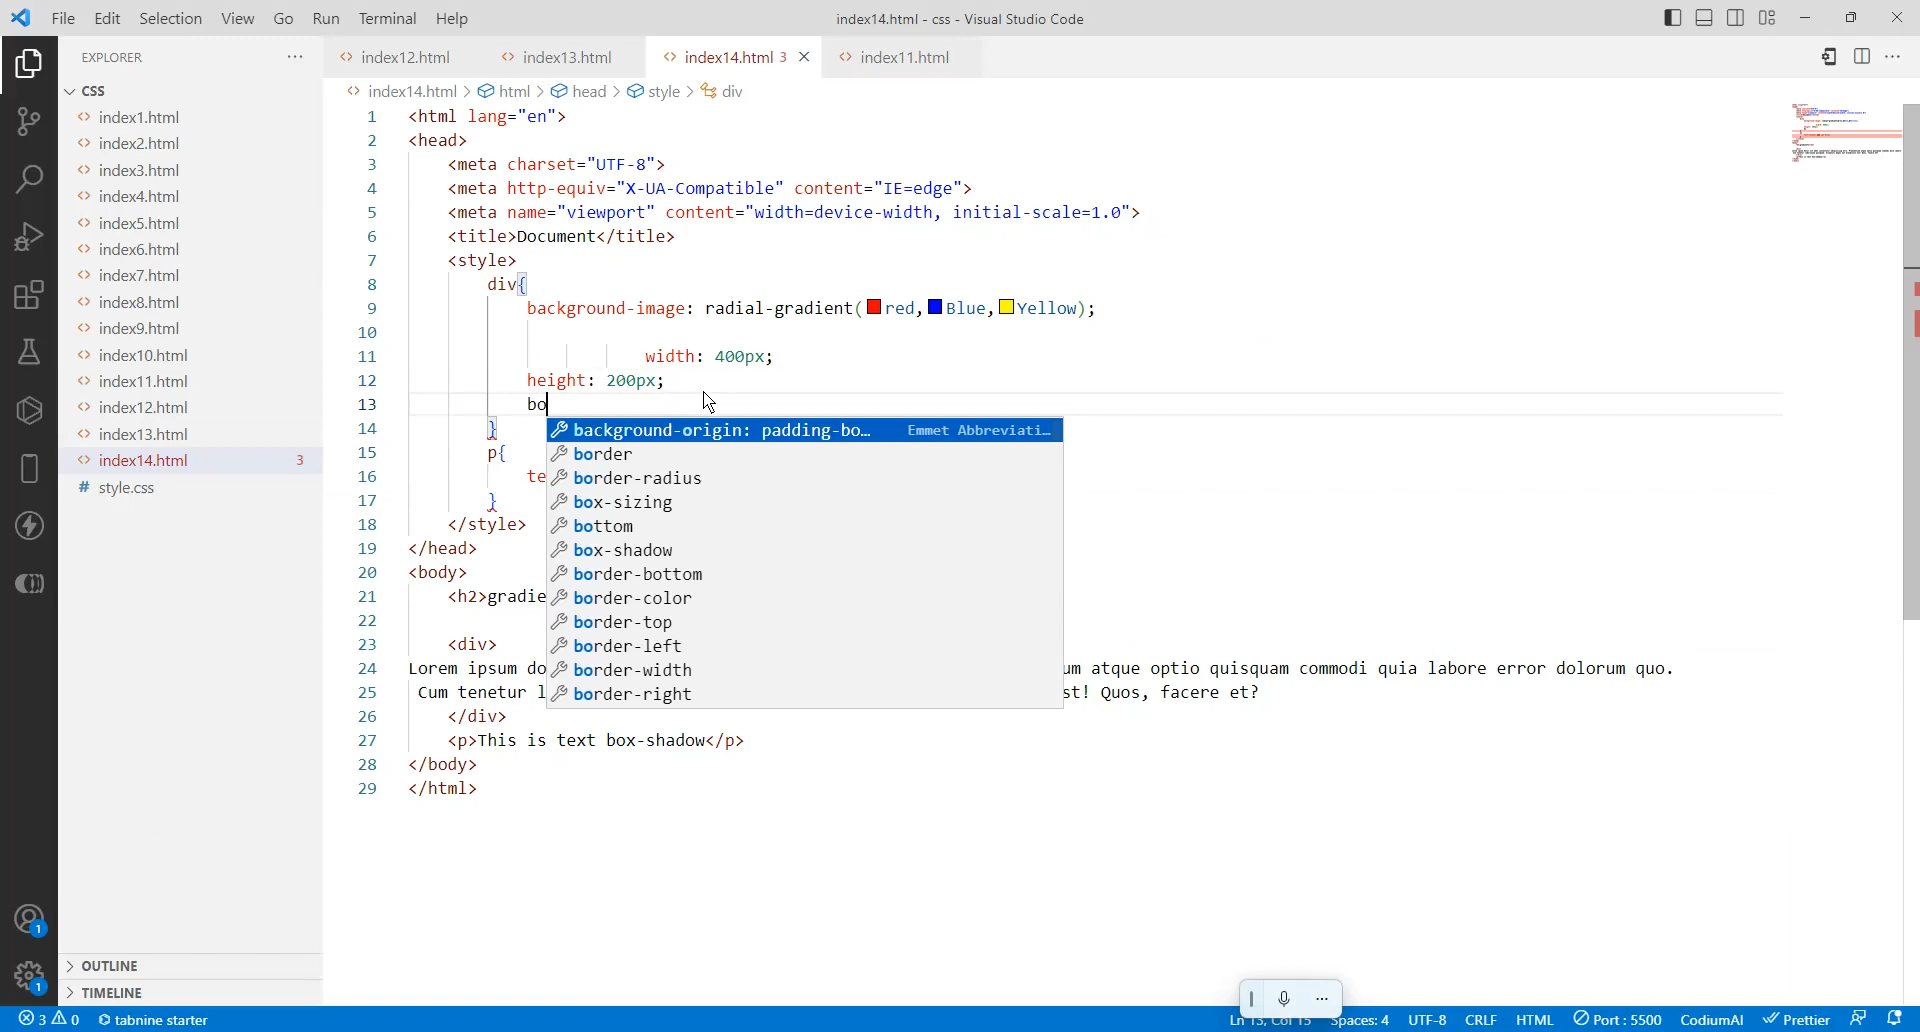 File Edit Selection View Go Run Terminal Help
index14.html - css - Visual Studio Code
EXPLORER
index12.html
index13.html
index14.html 3
index11.html
CSS
index1.html
index2.html
index3.html
index4.html
index5.html
index6.html
index7.html
index8.html
index9.html
index10.html
index11.html
index12.html
index13.html
index14.html 3
# style.css
OUTLINE
TIMELINE
index14.html > html > head > style > div
1 <html lang="en">
2 <head>
3 <meta charset="UTF-8">
4 <meta http-equiv="X-UA-Compatible" content="IE=edge">
5 <meta name="viewport" content="width=device-width, initial-scale=1.0">
6 <title>Document</title>
7 <style>
8 div{
9 background-image: radial-gradient(red,Blue,Yellow);
10
11 width: 400px;
12 height: 200px;
13 bo
14 }
15 p{
16 te
17 }
18 </style>
19 </head>
20 <body>
21 <h2>gradie
22
23 <div>
24 Lorem ipsum do um atque optio quisquam commodi quia labore error dolorum quo.
25 Cum tenetur l st! Quos, facere et?
26 </div>
27 <p>This is text box-shadow</p>
28 </body>
29 </html>
background-origin: padding-bo… Emmet Abbreviati…
border
border-radius
box-sizing
bottom
box-shadow
border-bottom
border-color
border-top
border-left
border-width
border-right
1
1
3 0 tabnine starter
Ln 13, Col 15 Spaces: 4 UTF-8 CRLF HTML Port : 5500 CodiumAI Prettier